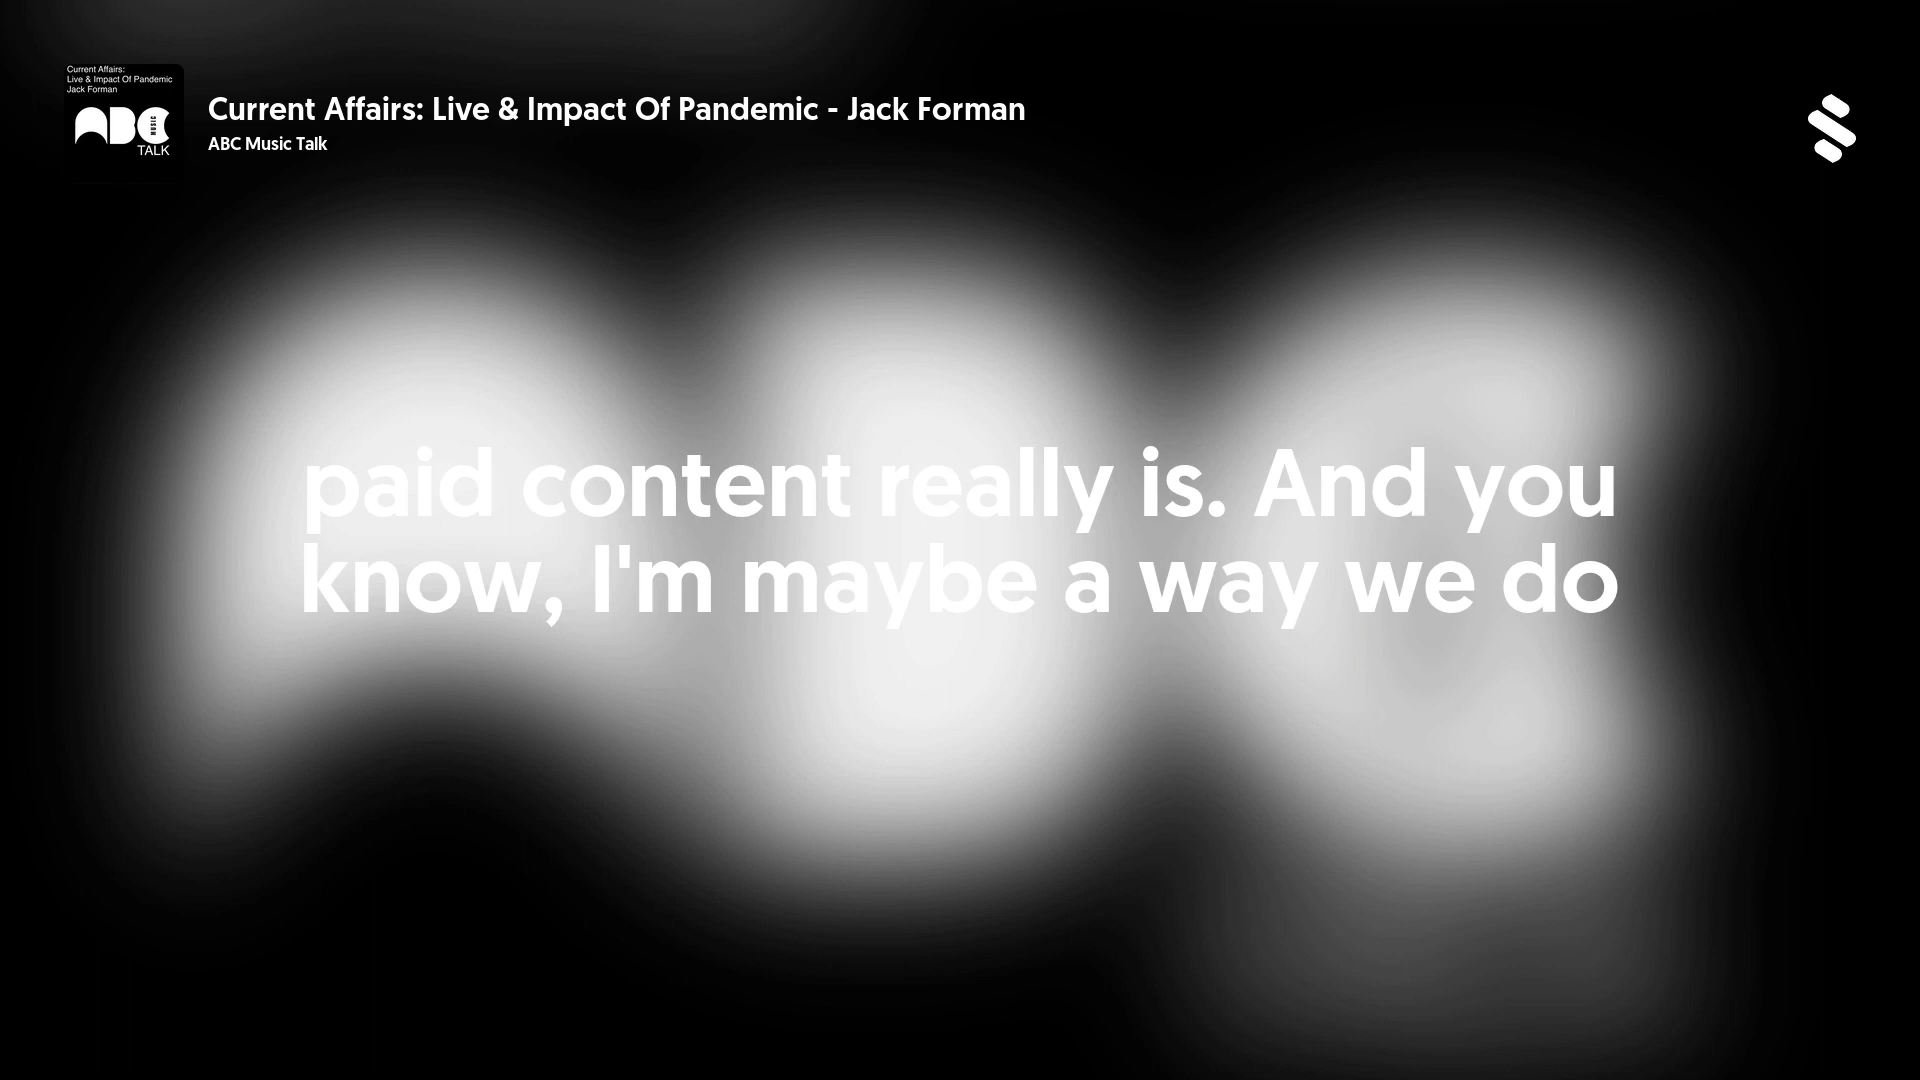 Current Affairs:
Live & Impact Of Pandemic
Jack Forman
ABC
MUSIC
TALK
Current Affairs: Live & Impact Of Pandemic - Jack Forman
ABC Music Talk
paid content really is. And you
know, I'm maybe a way we do